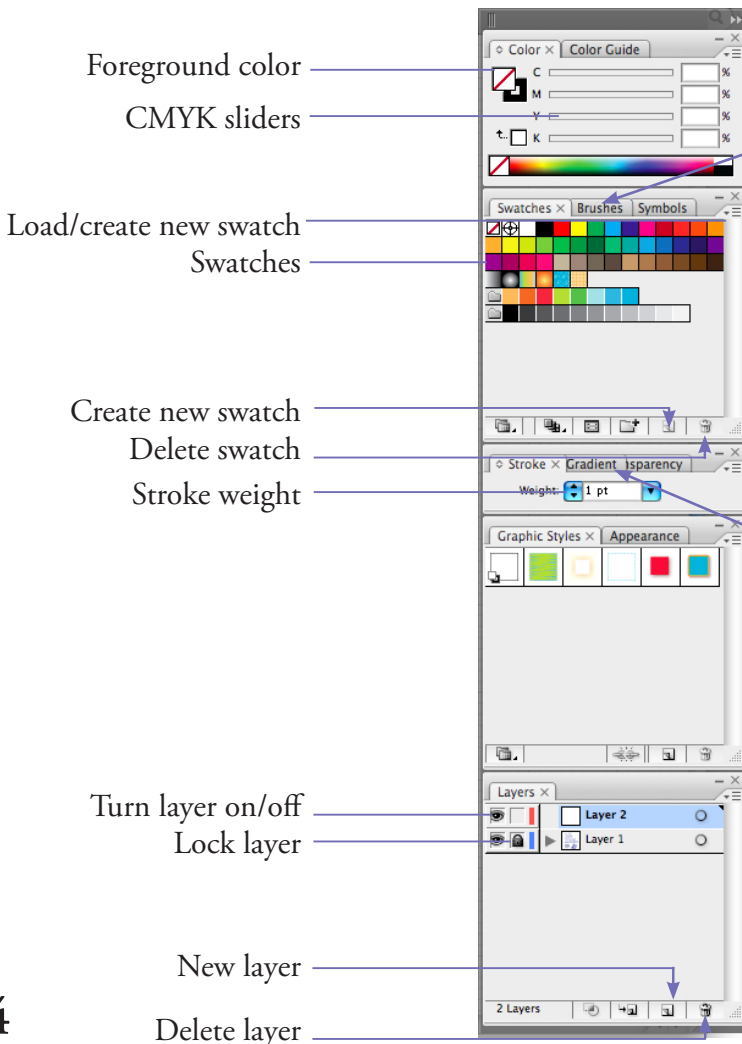 Color × Color Guide
Foreground color
C %
CMYK sliders
M %
Y %
K %
Swatches × Brushes Symbols
Load/create new swatch
Swatches
Create new swatch
Delete swatch
Stroke × Gradient nsparency
Stroke weight
Weight: 1 pt
Graphic Styles × Appearance
Layers ×
Turn layer on/off
Layer 2
Lock layer
Layer 1
New layer
4
2 Layers
Delete layer